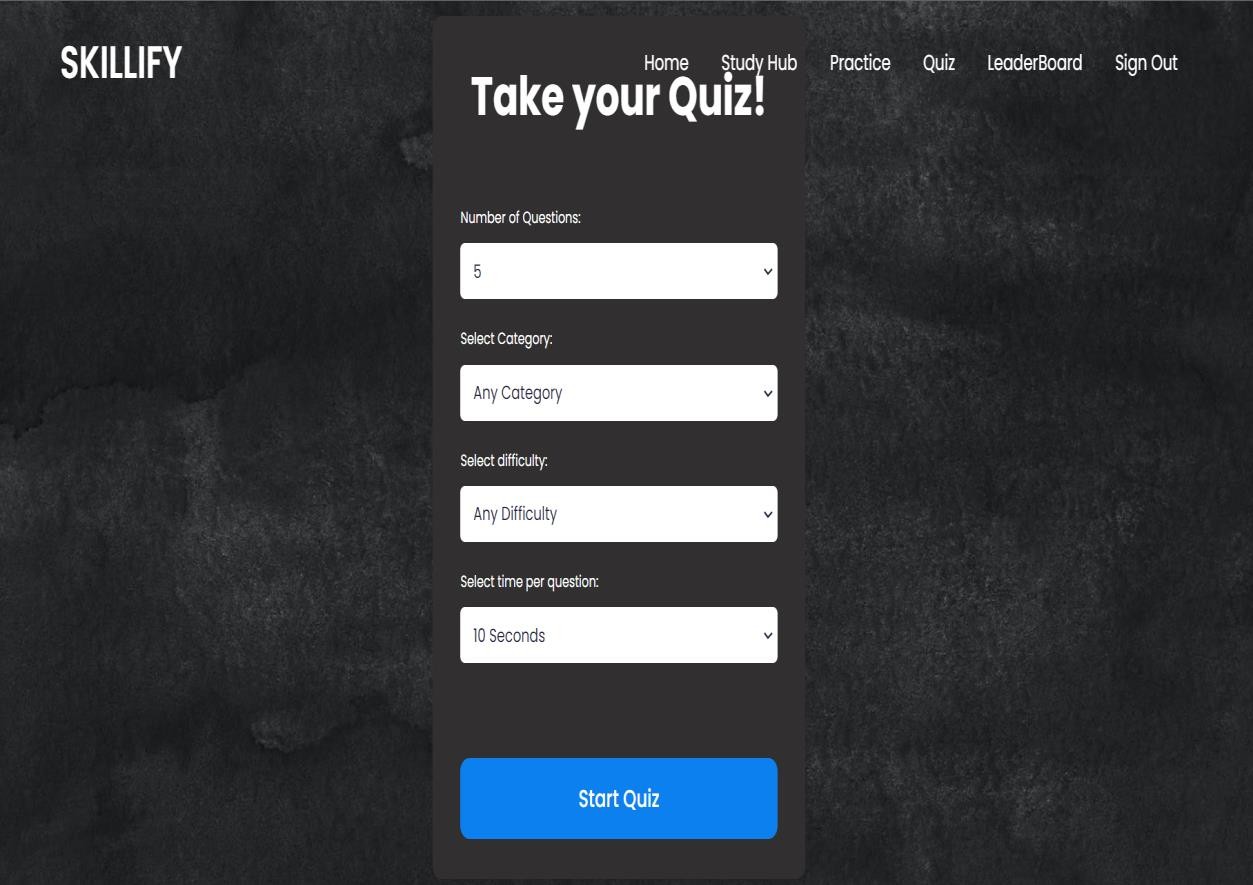 SKILLIFY
Home Study Hub Practice Quiz LeaderBoard Sign Out
Take your Quiz!
Number of Questions:
5
Select Category:
Any Category
Select difficulty:
Any Difficulty
Select time per question:
10 Seconds
Start Quiz